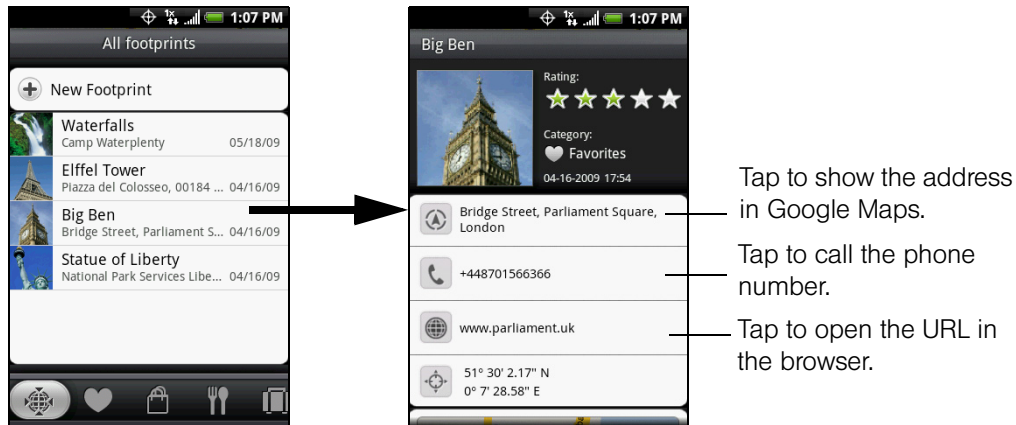 1x
1:07 PM
All footprints
New Footprint
Waterfalls
Camp Waterplenty 05/18/09
Elffel Tower
Piazza del Colosseo, 00184 ... 04/16/09
Big Ben
Bridge Street, Parliament S... 04/16/09
Statue of Liberty
National Park Services Libe... 04/16/09
1x
1:07 PM
Big Ben
Rating:
Category:
Favorites
04-16-2009 17:54
Bridge Street, Parliament Square,
London
+448701566366
www.parliament.uk
51° 30' 2.17" N
0° 7' 28.58" E
Tap to show the address
in Google Maps.
Tap to call the phone
number.
Tap to open the URL in
the browser.